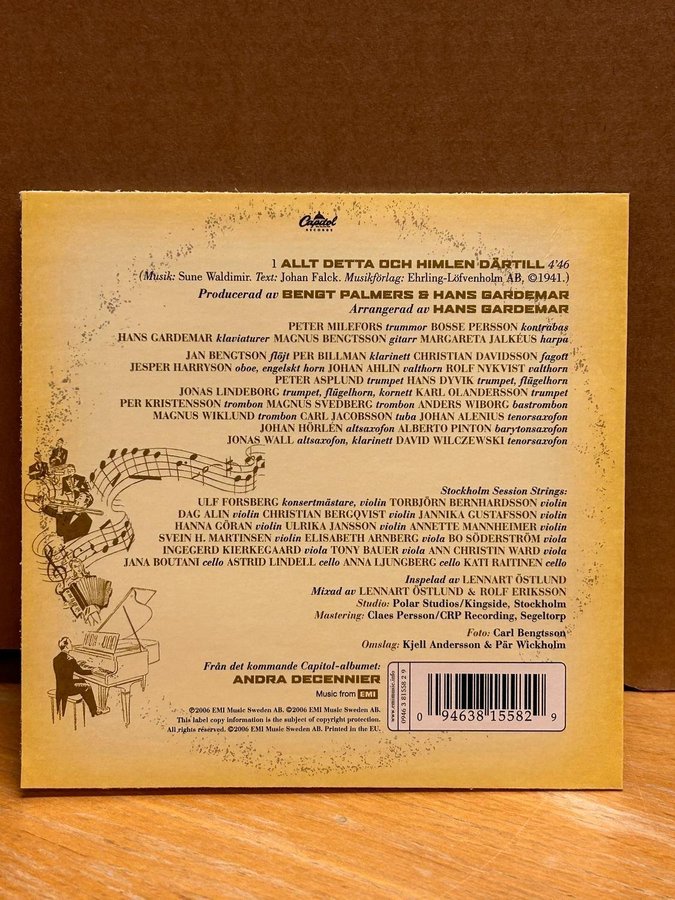 Capitol
RECORDS
1 ALLT DETTA OCH HIMLEN DÄRTILL 4'46
(Musik: Sune Waldimir. Text: Johan Falck. Musikförlag: Ehrling-Löfvenholm AB, ©1941.)
Producerad av BENGT PALMERS & HANS GARDEMAR
Arrangerad av HANS GARDEMAR
PETER MILEFORS trummor BOSSE PERSSON kontrabas
HANS GARDEMAR klaviaturer MAGNUS BENGTSSON gitarr MARGARETA JALKÉUS harpa
JAN BENGTSON flöjt PER BILLMAN klarinett CHRISTIAN DAVIDSSON fagott
JESPER HARRYSON oboe, engelskt horn JOHAN AHLIN valthorn ROLF NYKVIST valthorn
PETER ASPLUND trumpet HANS DYVIK trumpet, flügelhorn
JONAS LINDEBORG trumpet, flügelhorn, kornett KARL OLANDERSSON trumpet
PER KRISTENSSON trombon MAGNUS SVEDBERG trombon ANDERS WIBORG bastrombon
MAGNUS WIKLUND trombon CARL JACOBSSON tuba JOHAN ALENIUS tenorsaxofon
JOHAN HÖRLÉN altsaxofon ALBERTO PINTON barytonsaxofon
JONAS WALL altsaxofon, klarinett DAVID WILCZEWSKI tenorsaxofon
Stockholm Session Strings:
ULF FORSBERG konsertmästare, violin TORBJÖRN BERNHARDSSON violin
DAG ALIN violin CHRISTIAN BERGQVIST violin JANNIKA GUSTAFSSON violin
HANNA GÖRAN violin ULRIKA JANSSON violin ANNETTE MANNHEIMER violin
SVEIN H. MARTINSEN violin ELISABETH ARNBERG viola BO SÖDERSTRÖM viola
INGEGERD KIERKEGAARD viola TONY BAUER viola ANN CHRISTIN WARD viola
JANA BOUTANI cello ASTRID LINDELL cello ANNA LJUNGBERG cello KATI RAITINEN cello
Inspelad av LENNART ÖSTLUND
Mixad av LENNART ÖSTLUND & ROLF ERIKSSON
Studio: Polar Studios/Kingside, Stockholm
Mastering: Claes Persson/CRP Recording, Segeltorp
Foto: Carl Bengtsson
Omslag: Kjell Andersson & Pär Wickholm
Från det kommande Capitol-albumet:
ANDRA DECENNIER
Music from EMI
℗2006 EMI Music Sweden AB. ©2006 EMI Music Sweden AB.
This label copy information is the subject of copyright protection.
All rights réserved. ©2006 EMI Music Sweden AB. Printed in the EU.
www.emimusic.info
0946 3 81558 2 9
0 94638 15582 9